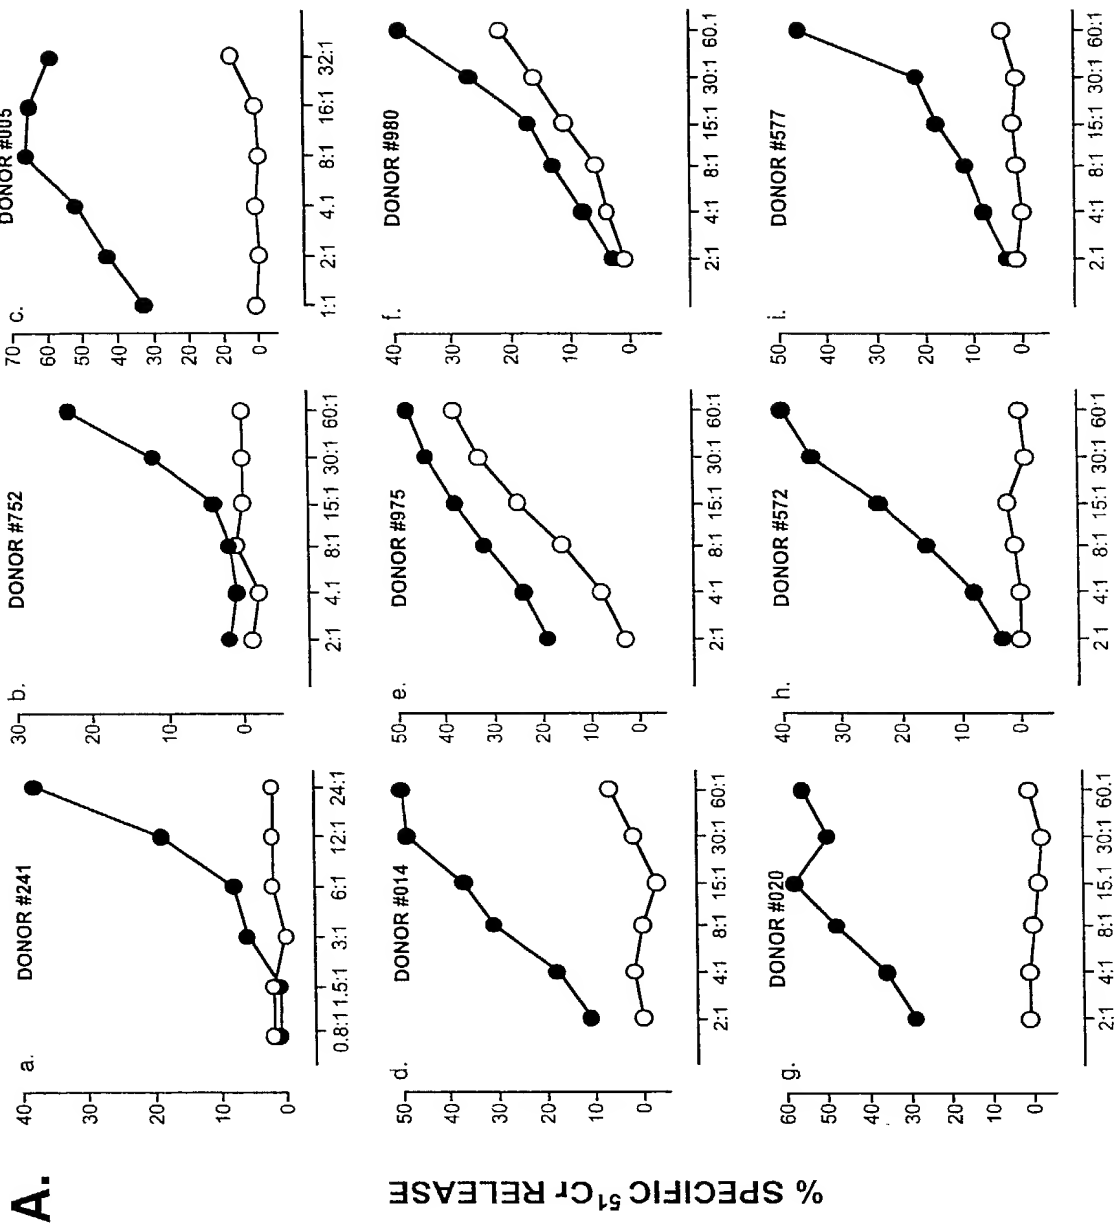 A.
% SPECIFIC ⁵¹Cr RELEASE
a.
DONOR #241
40
30
20
10
0
0.8:1 1.5:1 3:1 6:1 12:1 24:1
b.
DONOR #752
30
20
10
0
2:1 4:1 8:1 15:1 30:1 60:1
c.
DONOR #005
70
60
50
40
30
20
10
0
1:1 2:1 4:1 8:1 16:1 32:1
d.
DONOR #014
50
40
30
20
10
0
2:1 4:1 8:1 15:1 30:1 60:1
e.
DONOR #975
50
40
30
20
10
0
2:1 4:1 8:1 15:1 30:1 60:1
f.
DONOR #980
40
30
20
10
0
2:1 4:1 8:1 15:1 30:1 60:1
g.
DONOR #020
60
50
40
30
20
10
0
2:1 4:1 8:1 15:1 30:1 60:1
h.
DONOR #572
40
30
20
10
0
2:1 4:1 8:1 15:1 30:1 60:1
i.
DONOR #577
50
40
30
20
10
0
2:1 4:1 8:1 15:1 30:1 60:1